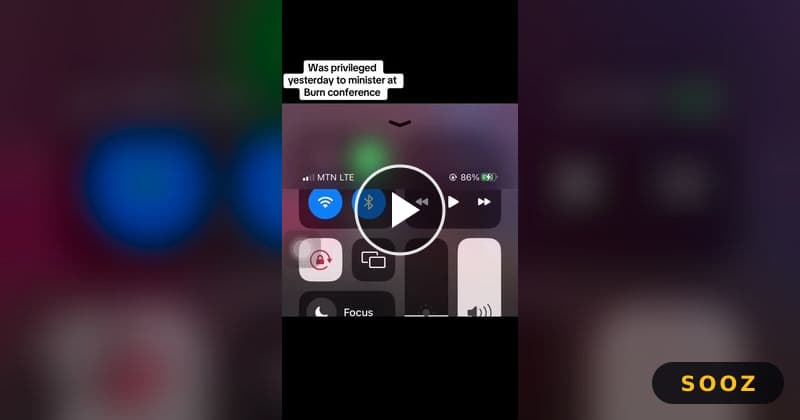 Was privileged
yesterday to minister at
Burn conference
MTN LTE
86%
Focus
SOOZ